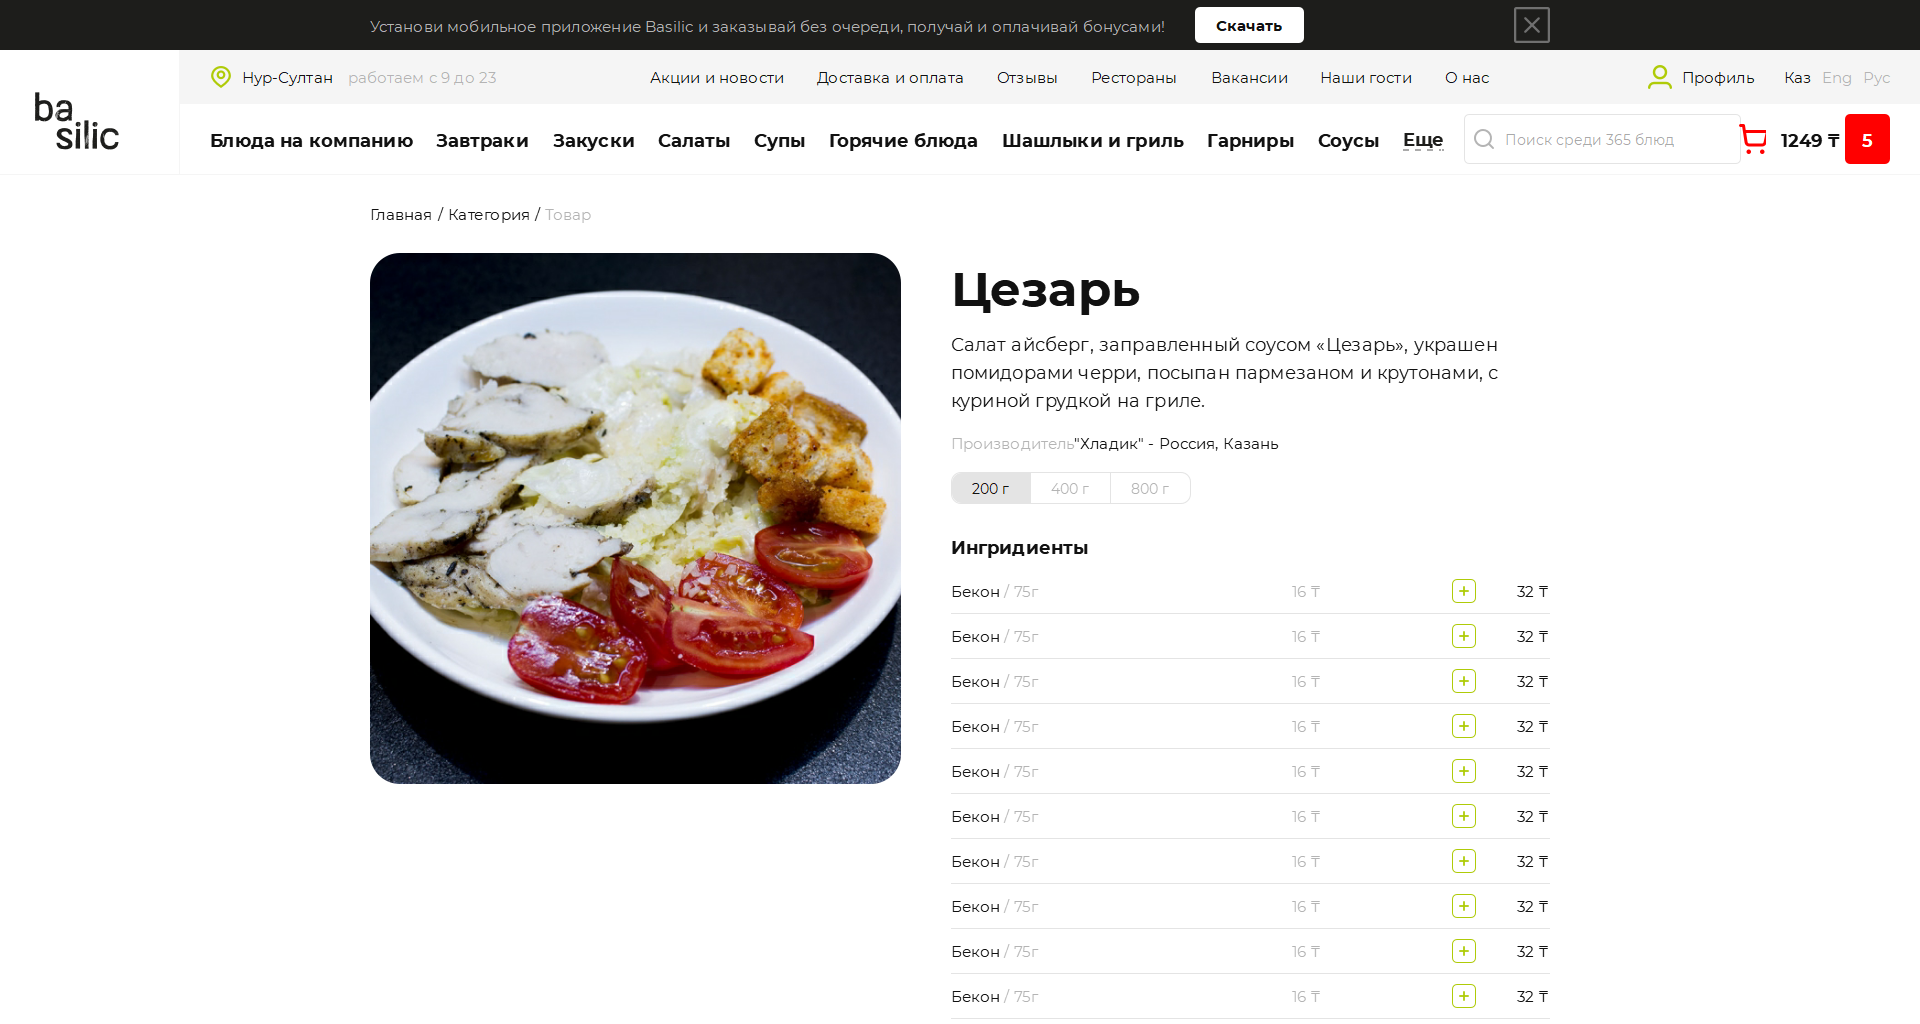 Установи мобильное приложение Basilic и заказывай без очереди, получай и оплачивай бонусами! Скачать
ba
silic
Нур-Султан работаем с 9 до 23 Акции и новости Доставка и оплата Отзывы Рестораны Вакансии Наши гости О нас Профиль Каз Eng Рус
Блюда на компанию Завтраки Закуски Салаты Супы Горячие блюда Шашлыки и гриль Гарниры Соусы Еще Поиск среди 365 блюд 1249 ₸ 5
Главная / Категория / Товар
Цезарь
Салат айсберг, заправленный соусом «Цезарь», украшен
помидорами черри, посыпан пармезаном и крутонами, с
куриной грудкой на гриле.
Производитель"Хладик" - Россия, Казань
200 г 400 г 800 г
Ингридиенты
Бекон / 75г 16 ₸ 32 ₸
Бекон / 75г 16 ₸ 32 ₸
Бекон / 75г 16 ₸ 32 ₸
Бекон / 75г 16 ₸ 32 ₸
Бекон / 75г 16 ₸ 32 ₸
Бекон / 75г 16 ₸ 32 ₸
Бекон / 75г 16 ₸ 32 ₸
Бекон / 75г 16 ₸ 32 ₸
Бекон / 75г 16 ₸ 32 ₸
Бекон / 75г 16 ₸ 32 ₸